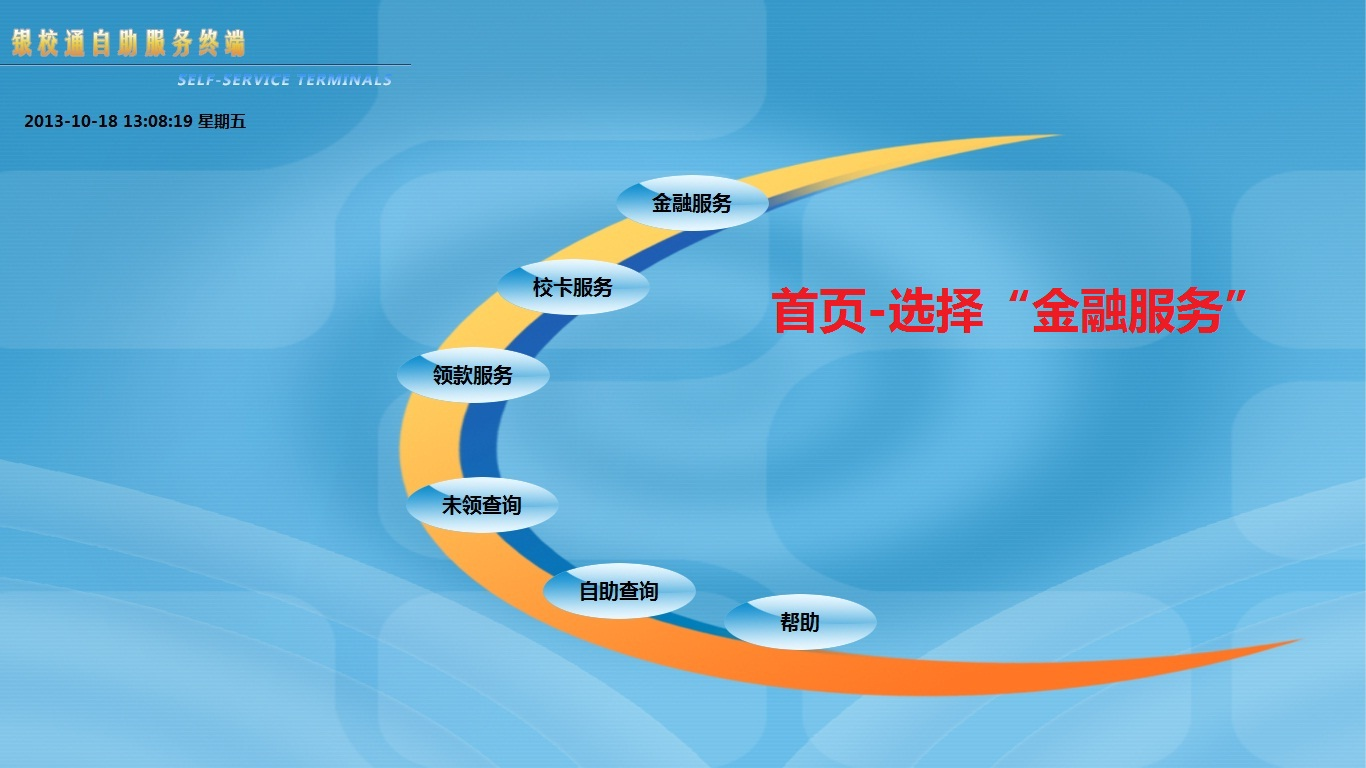 银校通自助服务终端
SELF-SERVICE TERMINALS
2013-10-18 13:08:19 星期五
金融服务
校卡服务
首页-选择“金融服务”
领款服务
未领查询
自助查询
帮助